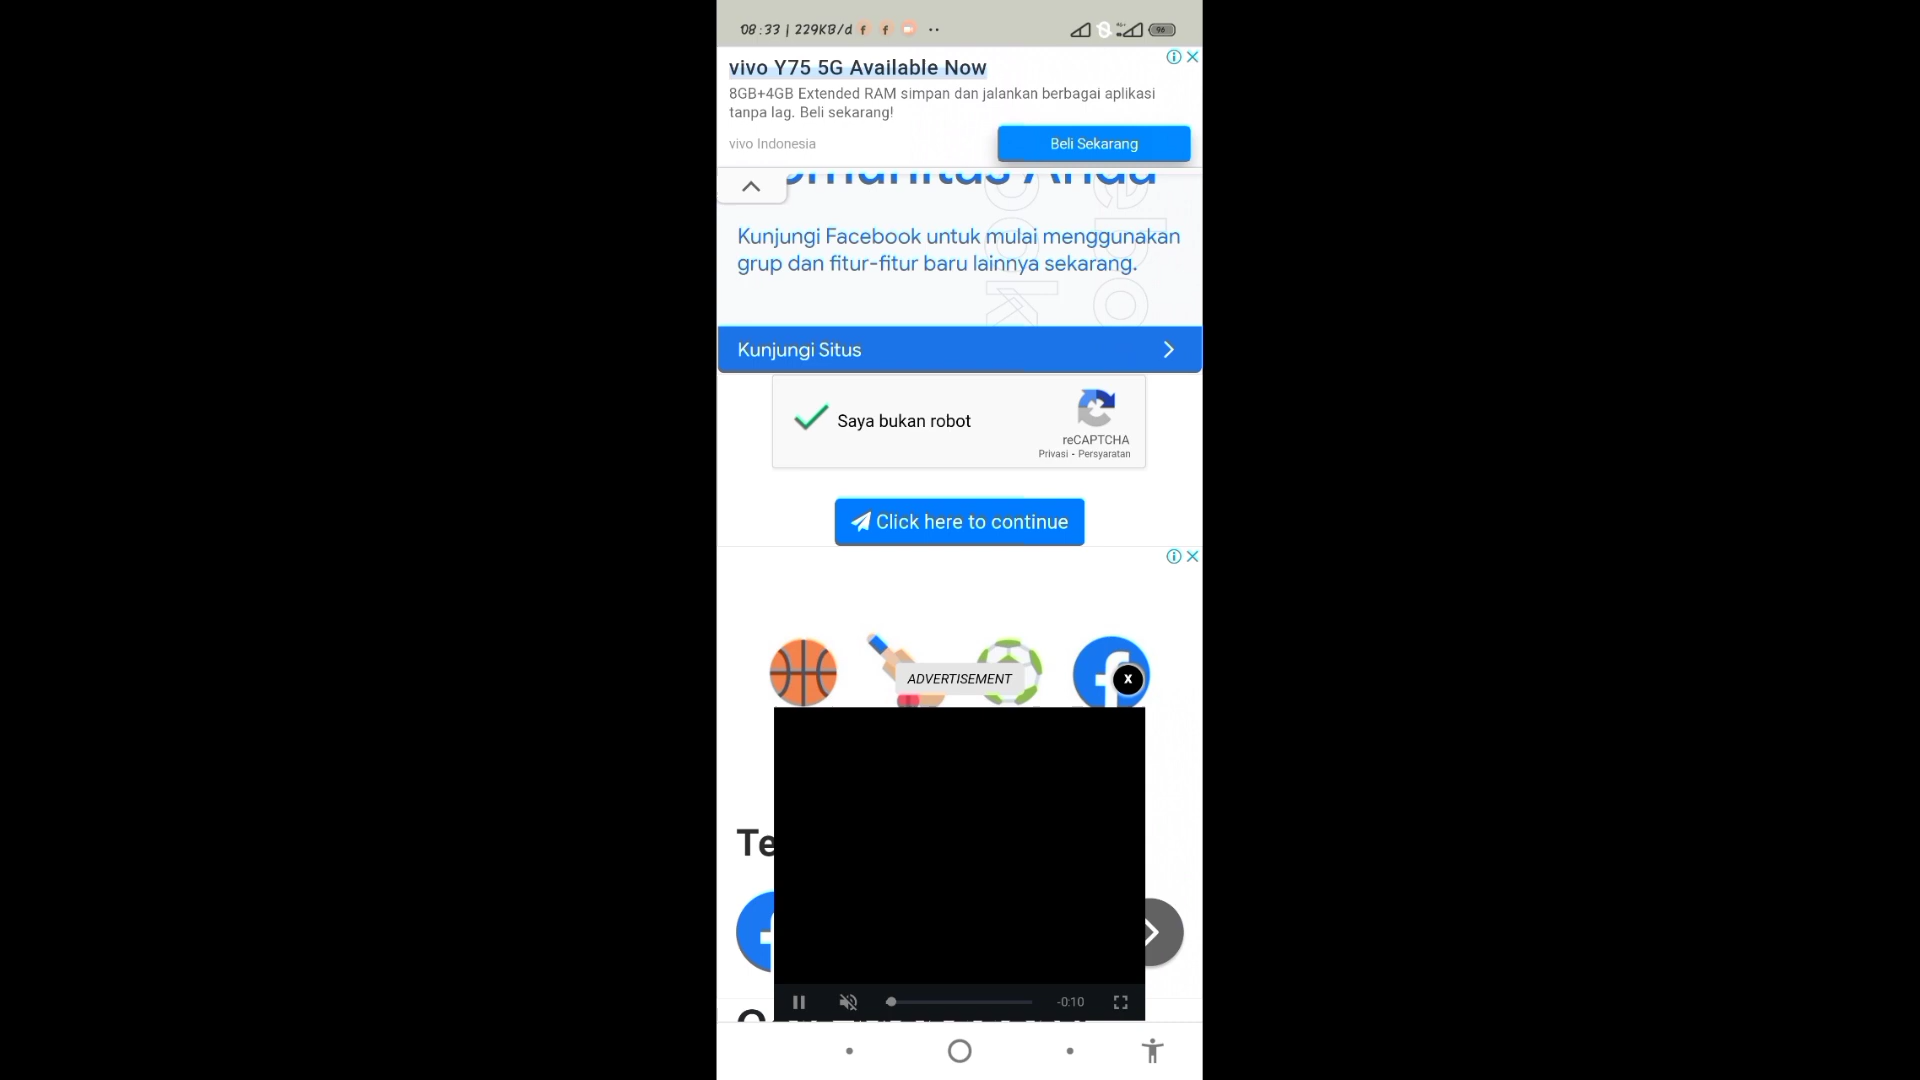 08:33 | 229KB/d
96
vivo Y75 5G Available Now
8GB+4GB Extended RAM simpan dan jalankan berbagai aplikasi
tanpa lag. Beli sekarang!
vivo Indonesia
Beli Sekarang
Anda
Kunjungi Facebook untuk mulai menggunakan
grup dan fitur-fitur baru lainnya sekarang.
Kunjungi Situs
Saya bukan robot
reCAPTCHA
Privasi - Persyaratan
Click here to continue
ADVERTISEMENT
X
Te
-0:10